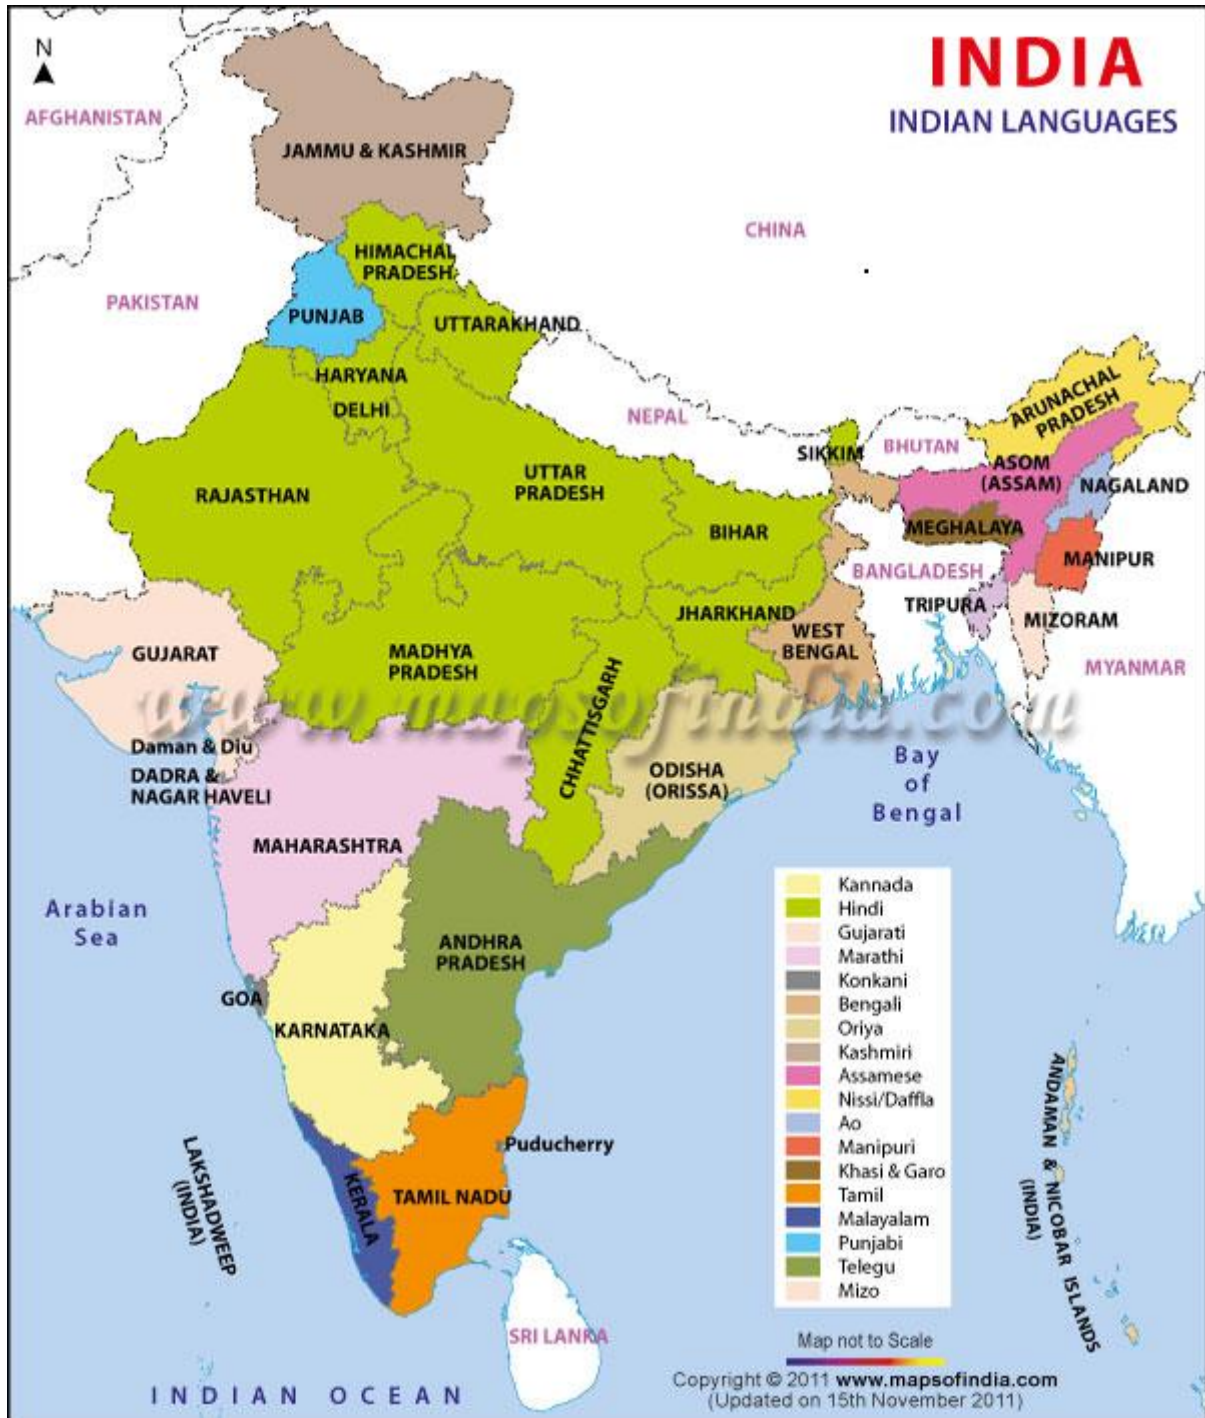 N
INDIA
INDIAN LANGUAGES
AFGHANISTAN
JAMMU & KASHMIR
CHINA
HIMACHAL
PRADESH
PAKISTAN
PUNJAB
UTTARAKHAND
HARYANA
DELHI
NEPAL
ARUNACHAL
PRADESH
SIKKIM
BHUTAN
ASOM
(ASSAM)
NAGALAND
RAJASTHAN
UTTAR
PRADESH
BIHAR
MEGHALAYA
MANIPUR
BANGLADESH
JHARKHAND
TRIPURA
MIZORAM
GUJARAT
MADHYA
PRADESH
WEST
BENGAL
MYANMAR
CHHATTISGARH
www.mapsofindia.com
Daman & Diu
DADRA &
NAGAR HAVELI
ODISHA
(ORISSA)
Bay
of
Bengal
MAHARASHTRA
Arabian
Sea
ANDHRA
PRADESH
GOA
KARNATAKA
Kannada
Hindi
Gujarati
Marathi
Konkani
Bengali
Oriya
Kashmiri
Assamese
Nissi/Daffla
Ao
Manipuri
Khasi & Garo
Tamil
Malayalam
Punjabi
Telegu
Mizo
ANDAMAN & NICOBAR ISLANDS
(INDIA)
Puducherry
LAKSHADWEEP
(INDIA)
KERALA
TAMIL NADU
SRI LANKA
Map not to Scale
INDIAN OCEAN
Copyright © 2011 www.mapsofindia.com
(Updated on 15th November 2011)